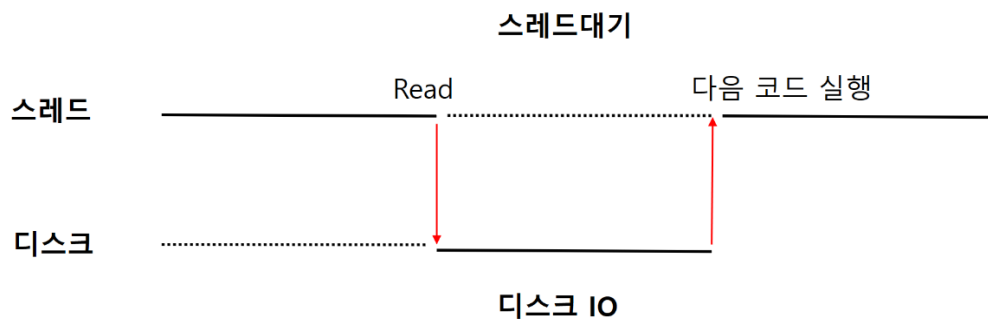 스레드대기
Read
다음 코드 실행
스레드
디스크
디스크 IO